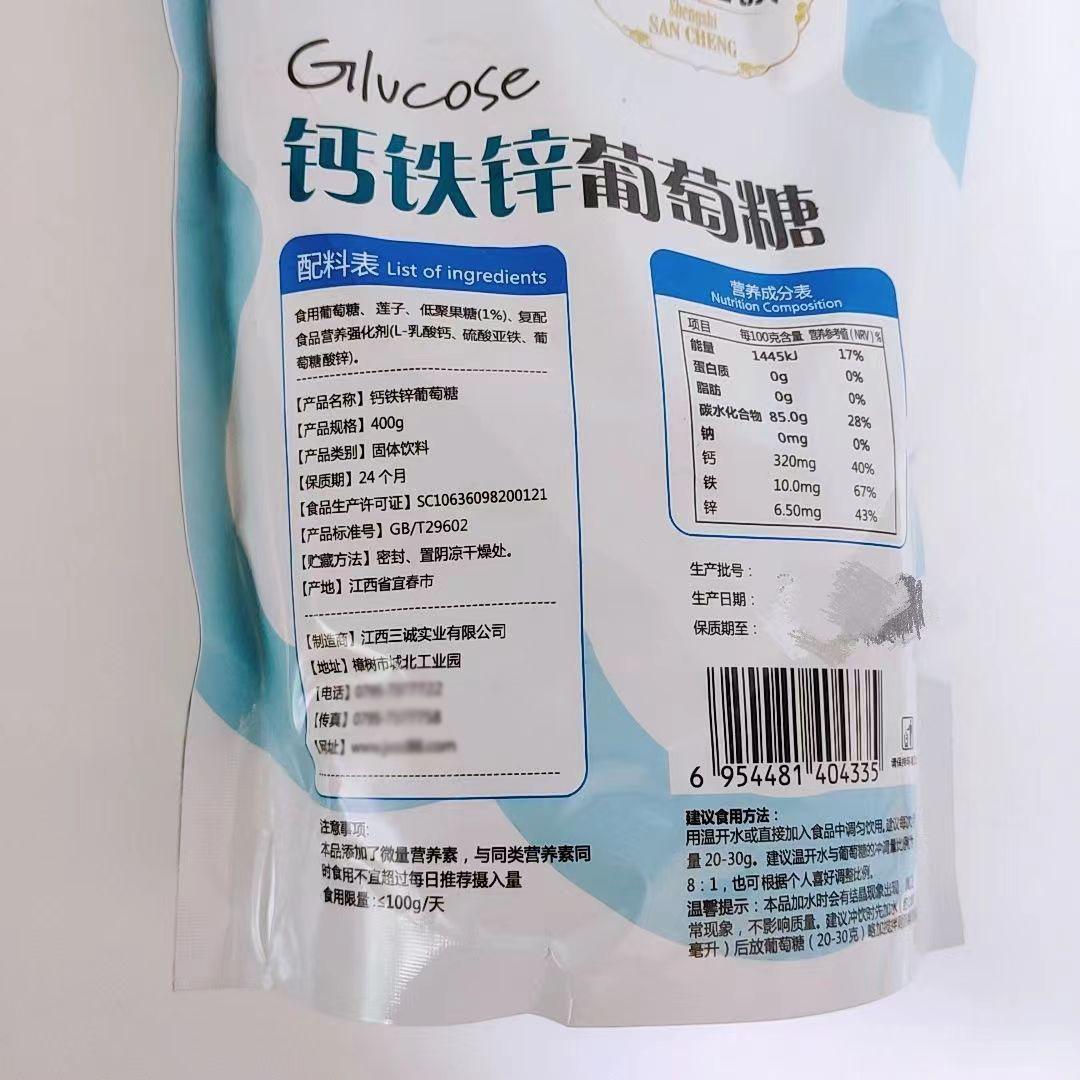 Shengshi
SAN CHENG
Glucose
钙铁锌葡萄糖
配料表 List of ingredients
食用葡萄糖、莲子、低聚果糖(1%)、复配
食品营养强化剂(L-乳酸钙、硫酸亚铁、葡
萄糖酸锌)。
【产品名称】钙铁锌葡萄糖
【产品规格】400g
【产品类别】固体饮料
【保质期】24个月
【食品生产许可证】SC10636098200121
【产品标准号】GB/T29602
【贮藏方法】密封、置阴凉干燥处。
【产地】江西省宜春市
【制造商】江西三诚实业有限公司
【地址】樟树市城北工业园
【电话】
【传真】
【网址】
注意事项:
本品添加了微量营养素，与同类营养素同
时食用不宜超过每日推荐摄入量
食用限量:≤100g/天
营养成分表
Nutrition Composition
项目 每100克含量 营养参考值(NRV)%
能量 1445kJ 17%
蛋白质 0g 0%
脂肪 0g 0%
碳水化合物 85.0g 28%
钠 0mg 0%
钙 320mg 40%
铁 10.0mg 67%
锌 6.50mg 43%
生产批号：
生产日期：
保质期至：
6 954481 404335
建议食用方法：
用温开水或直接加入食品中调匀饮用,建议每次
量20-30g。建议温开水与葡萄糖的冲调量比例
8：1，也可根据个人喜好调整比例。
温馨提示：本品加水时会有结晶现象出现
常现象，不影响质量。建议冲饮时先加水
毫升）后放葡萄糖（20-30克）略加搅拌